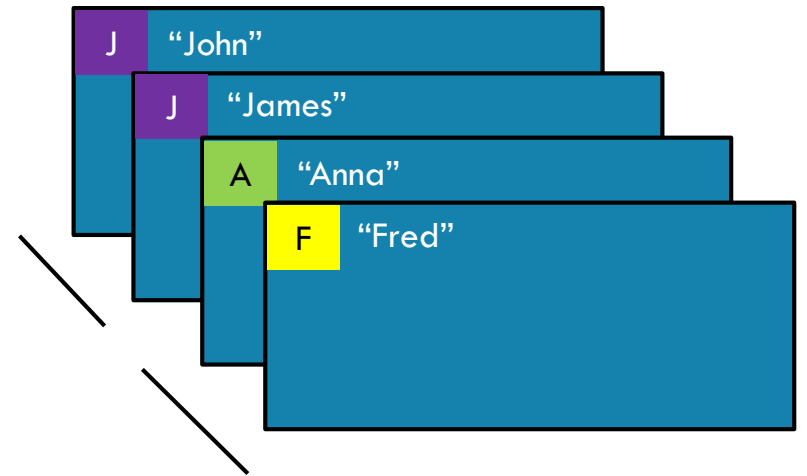 J “John”
J “James”
A “Anna”
F “Fred”